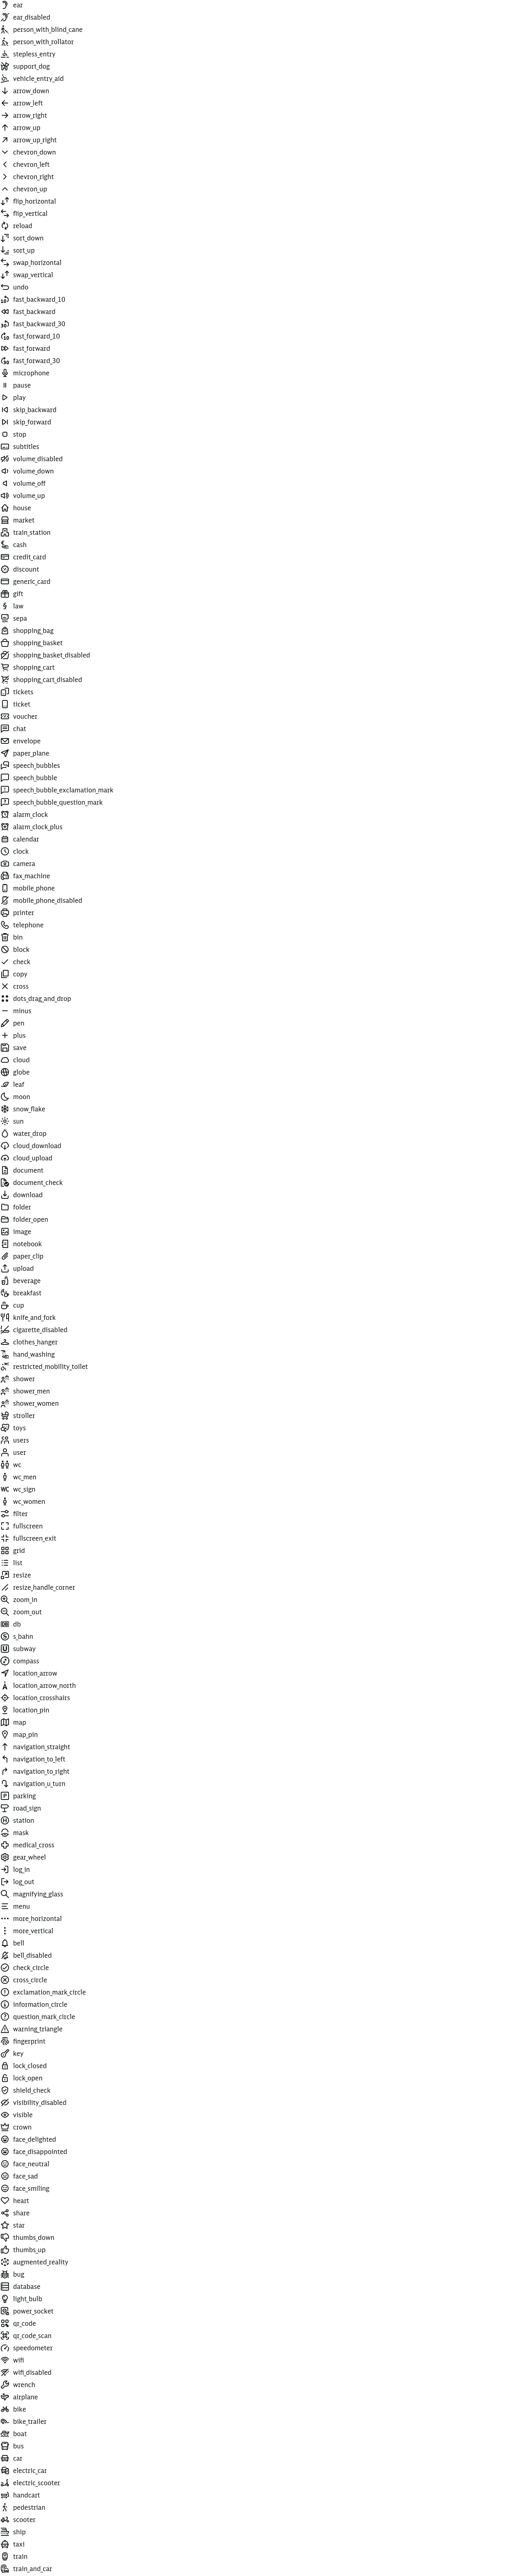 ear
ear_disabled
person_with_blind_cane
person_with_rollator
stepless_entry
support_dog
vehicle_entry_aid
arrow_down
arrow_left
arrow_right
arrow_up
arrow_up_right
chevron_down
chevron_left
chevron_right
chevron_up
flip_horizontal
flip_vertical
reload
sort_down
sort_up
swap_horizontal
swap_vertical
undo
fast_backward_10
fast_backward
fast_backward_30
fast_forward_10
fast_forward
fast_forward_30
microphone
pause
play
skip_backward
skip_forward
stop
subtitles
volume_disabled
volume_down
volume_off
volume_up
house
market
train_station
cash
credit_card
discount
generic_card
gift
law
sepa
shopping_bag
shopping_basket
shopping_basket_disabled
shopping_cart
shopping_cart_disabled
tickets
ticket
voucher
chat
envelope
paper_plane
speech_bubbles
speech_bubble
speech_bubble_exclamation_mark
speech_bubble_question_mark
alarm_clock
alarm_clock_plus
calendar
clock
camera
fax_machine
mobile_phone
mobile_phone_disabled
printer
telephone
bin
block
check
copy
cross
dots_drag_and_drop
minus
pen
plus
save
cloud
globe
leaf
moon
snow_flake
sun
water_drop
cloud_download
cloud_upload
document
document_check
download
folder
folder_open
image
notebook
paper_clip
upload
beverage
breakfast
cup
knife_and_fork
cigarette_disabled
clothes_hanger
hand_washing
restricted_mobility_toilet
shower
shower_men
shower_women
stroller
toys
users
user
wc
wc_men
WC wc_sign
wc_women
filter
fullscreen
fullscreen_exit
grid
list
resize
resize_handle_corner
zoom_in
zoom_out
db
s_bahn
subway
compass
location_arrow
location_arrow_north
location_crosshairs
location_pin
map
map_pin
navigation_straight
navigation_to_left
navigation_to_right
navigation_u_turn
parking
road_sign
station
mask
medical_cross
gear_wheel
log_in
log_out
magnifying_glass
menu
more_horizontal
more_vertical
bell
bell_disabled
check_circle
cross_circle
exclamation_mark_circle
information_circle
question_mark_circle
warning_triangle
fingerprint
key
lock_closed
lock_open
shield_check
visibility_disabled
visible
crown
face_delighted
face_disappointed
face_neutral
face_sad
face_smiling
heart
share
star
thumbs_down
thumbs_up
augmented_reality
bug
database
light_bulb
power_socket
qr_code
qr_code_scan
speedometer
wifi
wifi_disabled
wrench
airplane
bike
bike_trailer
boat
bus
car
electric_car
electric_scooter
handcart
pedestrian
scooter
ship
taxi
train
train_and_car